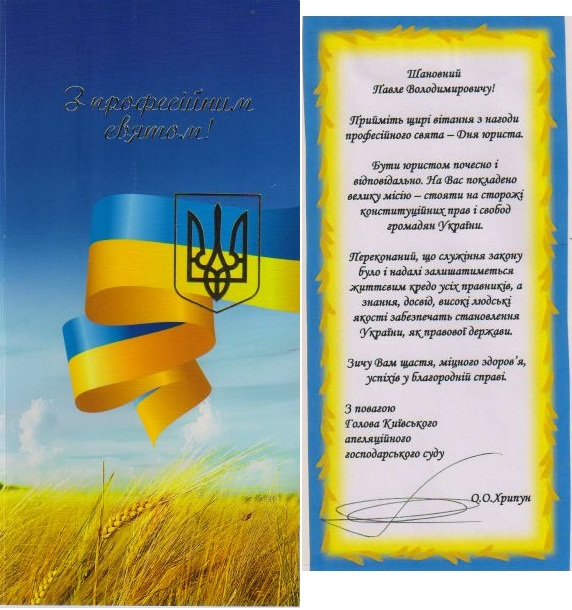 З професійним
святом!
Шановний
Павле Володимировичу!
Прийміть щирі вітання з нагоди
професійного свята – Дня юриста.
Бути юристом почесно і
відповідально. На Вас покладено
велику місію – стояти на сторожі
конституційних прав і свобод
громадян України.
Переконаний, що служіння закону
було і надалі залишатиметься
життєвим кредо усіх правників, а
знання, досвід, високі людські
якості забезпечать становлення
України, як правової держави.
Зичу Вам щастя, міцного здоров’я,
успіхів у благородній справі.
З повагою
Голова Київського
апеляційного
господарського суду
О.О.Хрипун